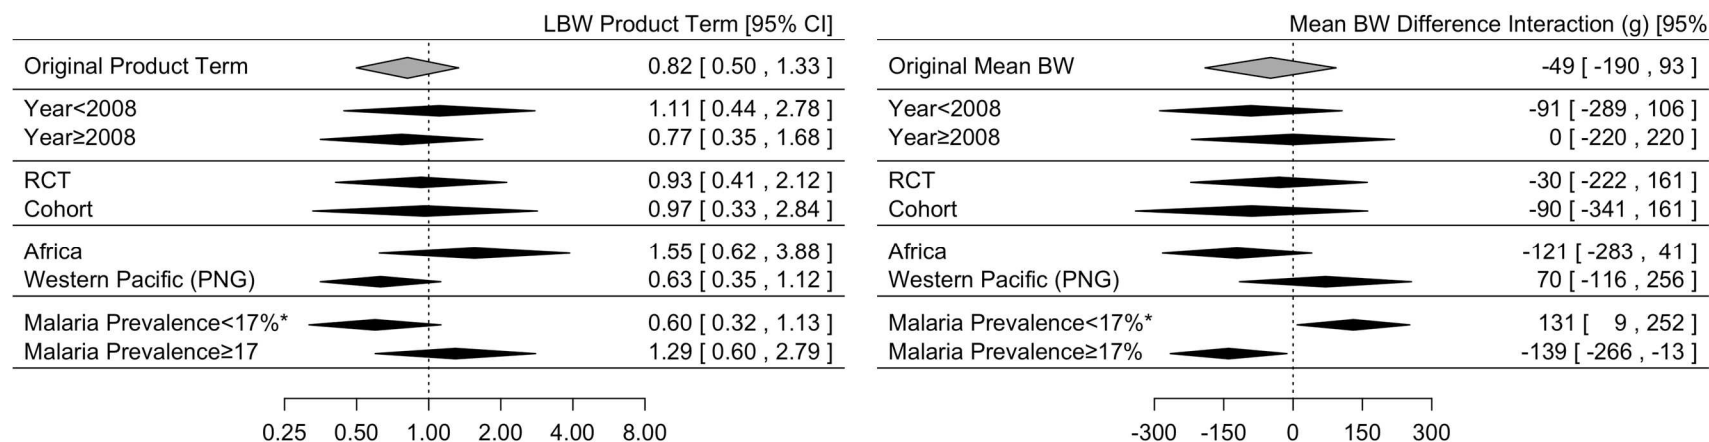 LBW Product Term [95% CI]
Original Product Term 0.82 [ 0.50 , 1.33 ]
Year<2008 1.11 [ 0.44 , 2.78 ]
Year≥2008 0.77 [ 0.35 , 1.68 ]
RCT 0.93 [ 0.41 , 2.12 ]
Cohort 0.97 [ 0.33 , 2.84 ]
Africa 1.55 [ 0.62 , 3.88 ]
Western Pacific (PNG) 0.63 [ 0.35 , 1.12 ]
Malaria Prevalence<17%* 0.60 [ 0.32 , 1.13 ]
Malaria Prevalence≥17 1.29 [ 0.60 , 2.79 ]
0.25 0.50 1.00 2.00 4.00 8.00
Mean BW Difference Interaction (g) [95%
Original Mean BW -49 [ -190 , 93 ]
Year<2008 -91 [ -289 , 106 ]
Year≥2008 0 [ -220 , 220 ]
RCT -30 [ -222 , 161 ]
Cohort -90 [ -341 , 161 ]
Africa -121 [ -283 , 41 ]
Western Pacific (PNG) 70 [ -116 , 256 ]
Malaria Prevalence<17%* 131 [ 9 , 252 ]
Malaria Prevalence≥17% -139 [ -266 , -13 ]
-300 -150 0 150 300